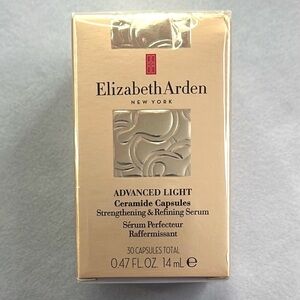 Elizabeth Arden
NEW YORK
ADVANCED LIGHT
Ceramide Capsules
Strengthening & Refining Serum
Sérum Perfecteur
Raffermissant
30 CAPSULES TOTAL
0.47 FL.OZ. 14 mL e